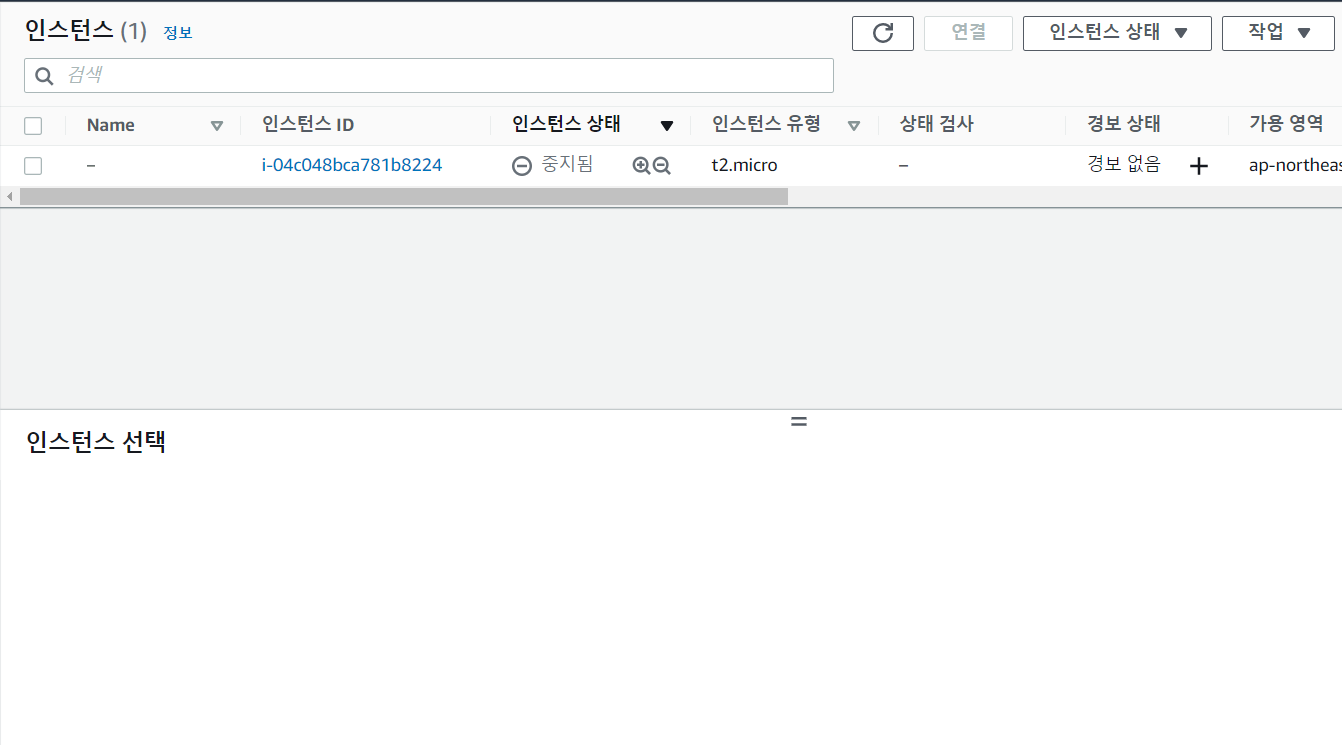 인스턴스 (1) 정보
연결
인스턴스 상태
작업
검색
Name 인스턴스 ID 인스턴스 상태 인스턴스 유형 상태 검사 경보 상태 가용 영역
– i-04c048bca781b8224 중지됨 t2.micro – 경보 없음 + ap-northeas
인스턴스 선택